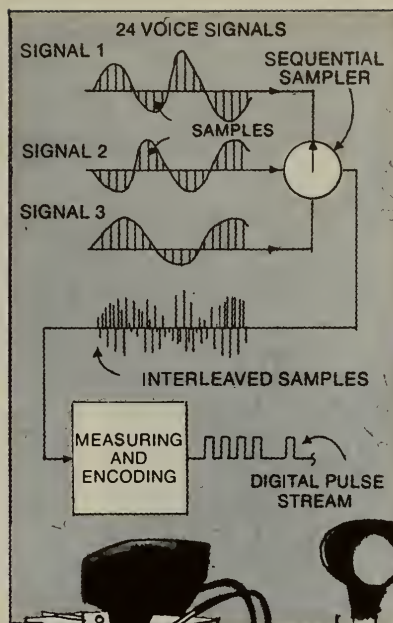 24 VOICE SIGNALS
SIGNAL 1
SEQUENTIAL
SAMPLER
SAMPLES
SIGNAL 2
SIGNAL 3
INTERLEAVED SAMPLES
MEASURING
AND
ENCODING
DIGITAL PULSE
STREAM